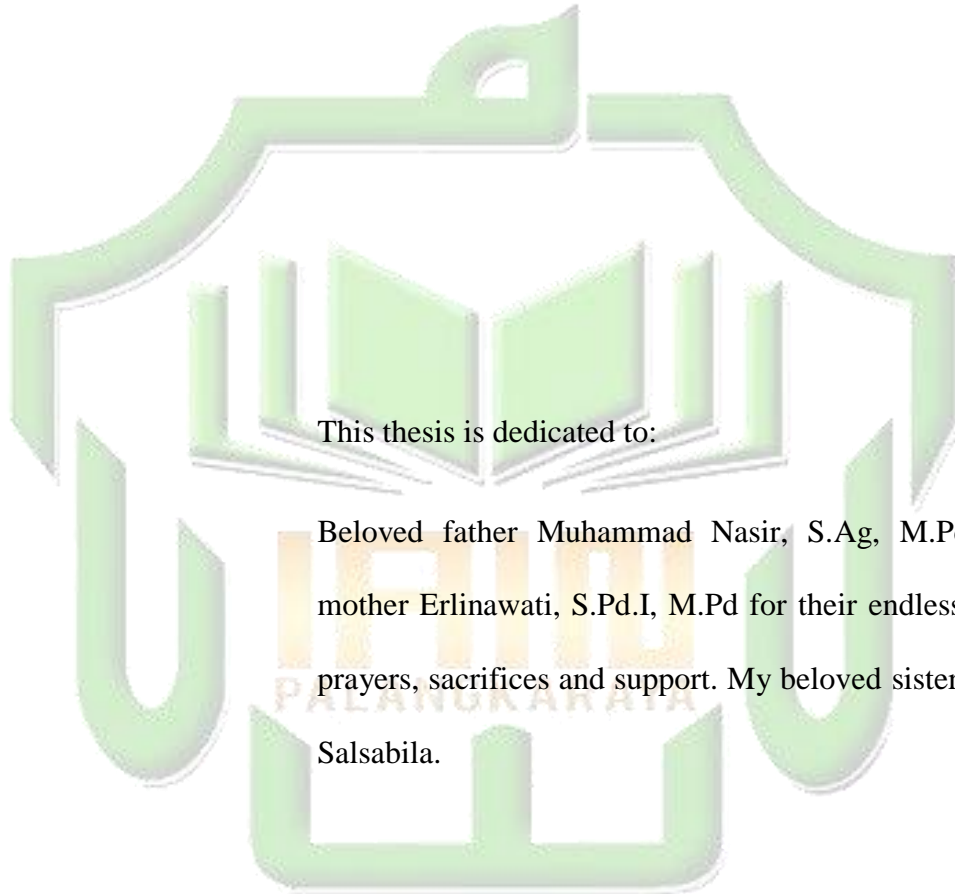 This thesis is dedicated to:
Beloved father Muhammad Nasir, S.Ag, M.Pd
mother Erlinawati, S.Pd.I, M.Pd for their endless
prayers, sacrifices and support. My beloved sister
Salsabila.
IAIN
PALANGKARAYA